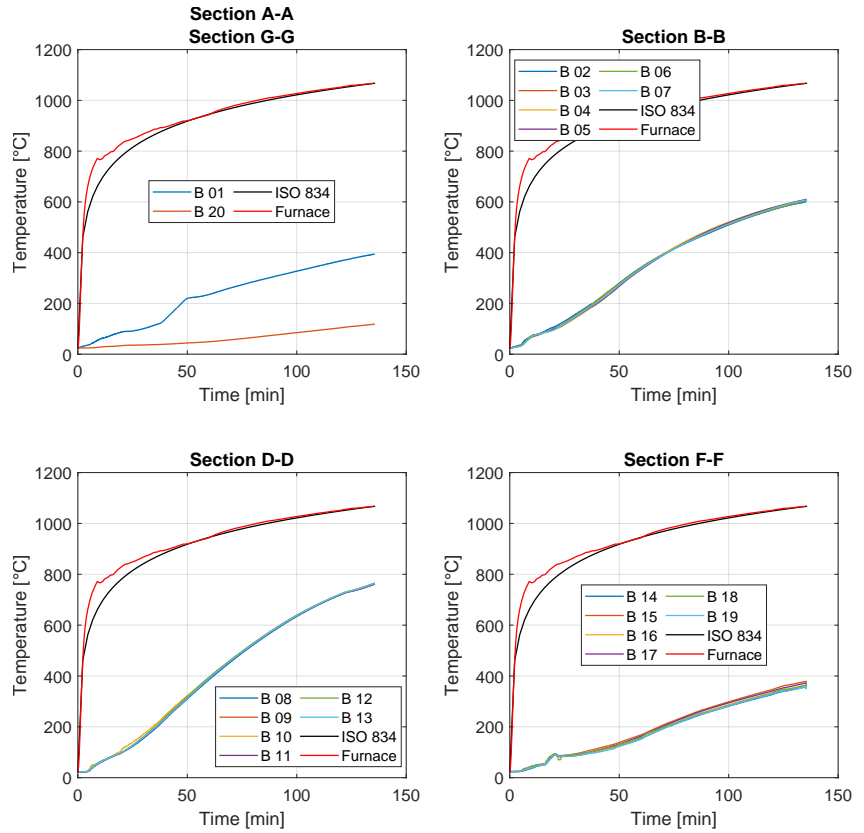 Section A-A
Section G-G
1200
1000
800
600
400
200
0
Temperature [°C]
B 01
B 20
ISO 834
Furnace
0 50 100 150
Time [min]
Section B-B
1200
1000
800
600
400
200
0
Temperature [°C]
B 02
B 03
B 04
B 05
B 06
B 07
ISO 834
Furnace
0 50 100 150
Time [min]
Section D-D
1200
1000
800
600
400
200
0
Temperature [°C]
B 08
B 09
B 10
B 11
B 12
B 13
ISO 834
Furnace
0 50 100 150
Time [min]
Section F-F
1200
1000
800
600
400
200
0
Temperature [°C]
B 14
B 15
B 16
B 17
B 18
B 19
ISO 834
Furnace
0 50 100 150
Time [min]